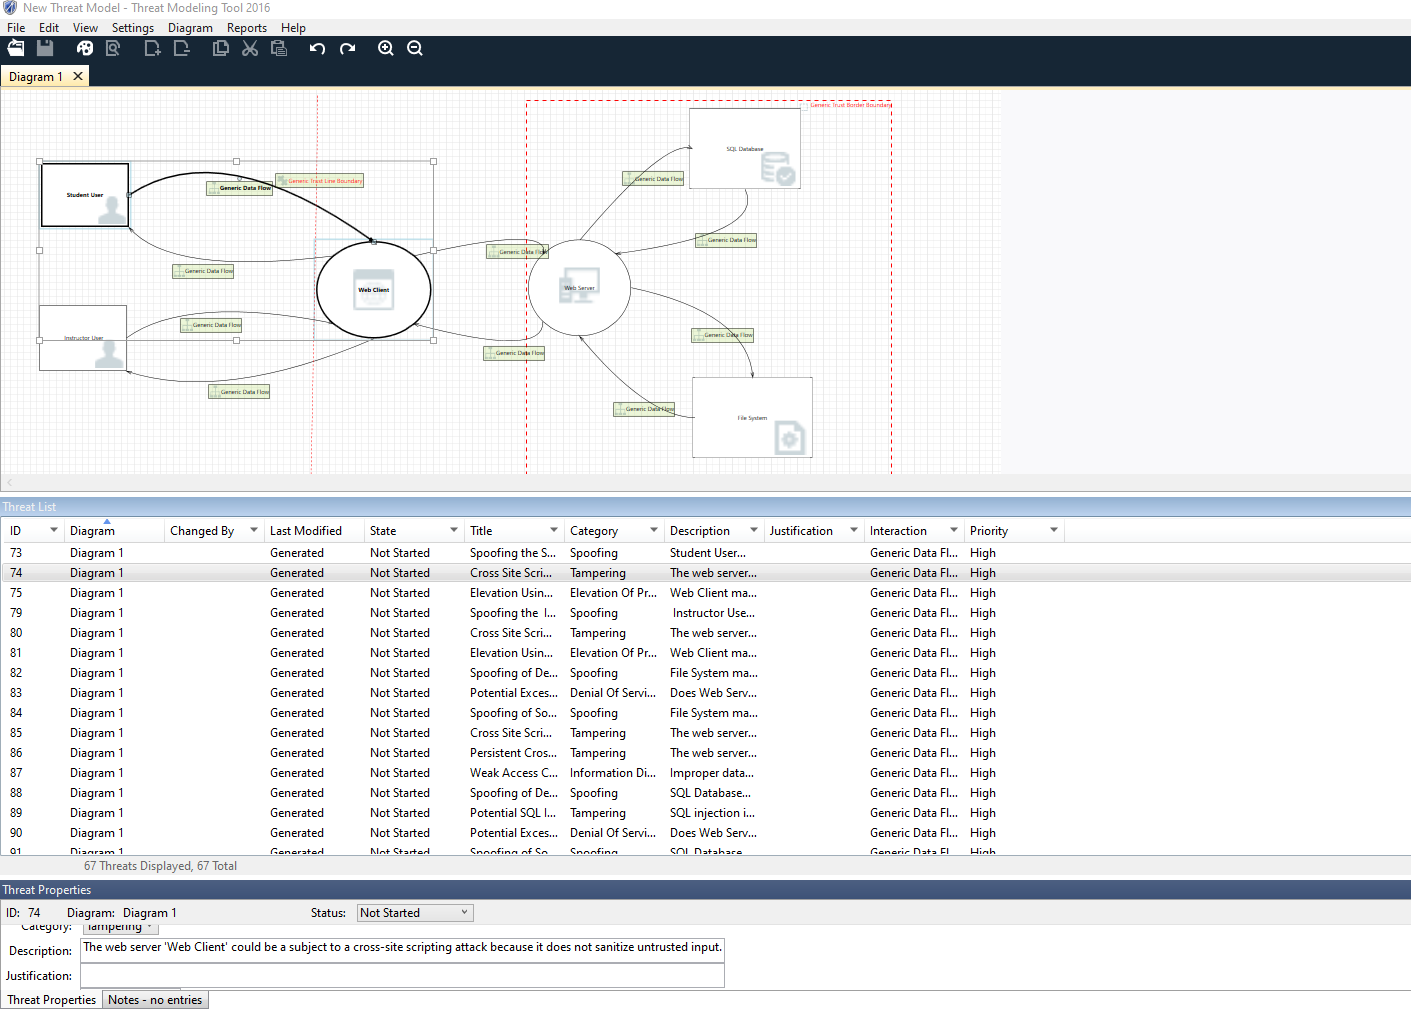 New Threat Model - Threat Modeling Tool 2016
File Edit View Settings Diagram Reports Help
Diagram 1
Generic Trust Border Boundary
SQL Database
Generic Data Flow
Generic Trust Line Boundary
Generic Data Flow
Student User
Generic Data Flow
Generic Data Flow
Generic Data Flow
Web Client
Web Server
Generic Data Flow
Generic Data Flow
Instructor User
Generic Data Flow
Generic Data Flow
Generic Data Flow
File System
Threat List
ID Diagram Changed By Last Modified State Title Category Description Justification Interaction Priority
73 Diagram 1 Generated Not Started Spoofing the S... Spoofing Student User... Generic Data Fl... High
74 Diagram 1 Generated Not Started Cross Site Scri... Tampering The web server... Generic Data Fl... High
75 Diagram 1 Generated Not Started Elevation Usin... Elevation Of Pr... Web Client ma... Generic Data Fl... High
79 Diagram 1 Generated Not Started Spoofing the I... Spoofing Instructor Use... Generic Data Fl... High
80 Diagram 1 Generated Not Started Cross Site Scri... Tampering The web server... Generic Data Fl... High
81 Diagram 1 Generated Not Started Elevation Usin... Elevation Of Pr... Web Client ma... Generic Data Fl... High
82 Diagram 1 Generated Not Started Spoofing of De... Spoofing File System ma... Generic Data Fl... High
83 Diagram 1 Generated Not Started Potential Exces... Denial Of Servi... Does Web Serv... Generic Data Fl... High
84 Diagram 1 Generated Not Started Spoofing of So... Spoofing File System ma... Generic Data Fl... High
85 Diagram 1 Generated Not Started Cross Site Scri... Tampering The web server... Generic Data Fl... High
86 Diagram 1 Generated Not Started Persistent Cros... Tampering The web server... Generic Data Fl... High
87 Diagram 1 Generated Not Started Weak Access C... Information Di... Improper data... Generic Data Fl... High
88 Diagram 1 Generated Not Started Spoofing of De... Spoofing SQL Database... Generic Data Fl... High
89 Diagram 1 Generated Not Started Potential SQL I... Tampering SQL injection i... Generic Data Fl... High
90 Diagram 1 Generated Not Started Potential Exces... Denial Of Servi... Does Web Serv... Generic Data Fl... High
91 Diagram 1 Generated Not Started Spoofing of So... Spoofing SQL Database... Generic Data Fl... High
67 Threats Displayed, 67 Total
Threat Properties
ID: 74 Diagram: Diagram 1 Status: Not Started
Category: Tampering
Description: The web server 'Web Client' could be a subject to a cross-site scripting attack because it does not sanitize untrusted input.
Justification:
Threat Properties Notes - no entries